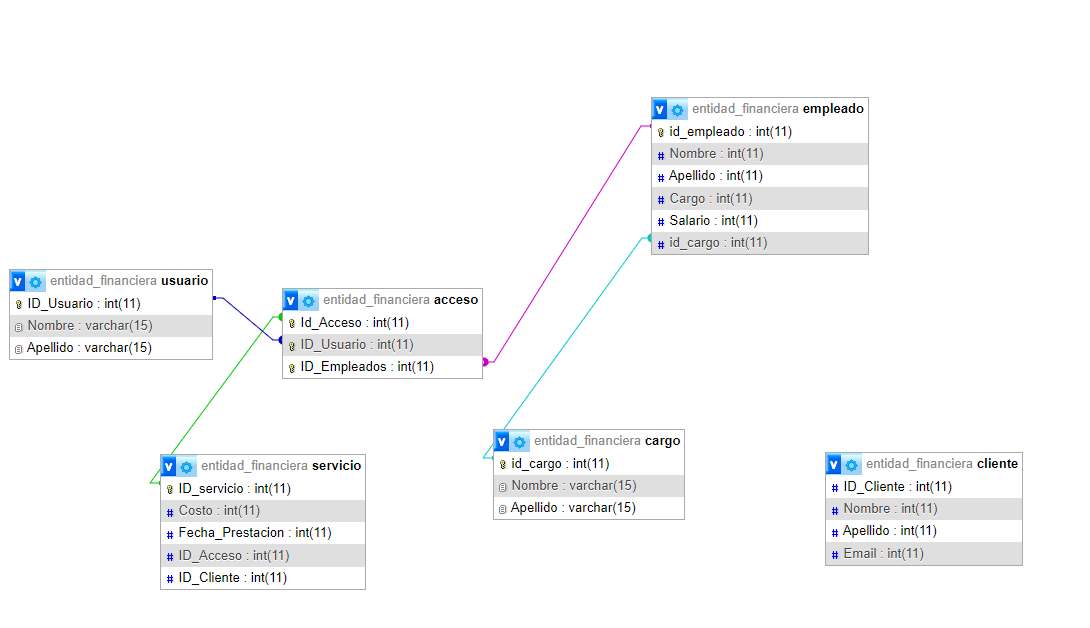 entidad_financiera empleado
id_empleado : int(11)
Nombre : int(11)
Apellido : int(11)
Cargo : int(11)
Salario : int(11)
id_cargo : int(11)
entidad_financiera usuario
ID_Usuario : int(11)
Nombre : varchar(15)
Apellido : varchar(15)
entidad_financiera acceso
Id_Acceso : int(11)
ID_Usuario : int(11)
ID_Empleados : int(11)
entidad_financiera servicio
ID_servicio : int(11)
Costo : int(11)
Fecha_Prestacion : int(11)
ID_Acceso : int(11)
ID_Cliente : int(11)
entidad_financiera cargo
id_cargo : int(11)
Nombre : varchar(15)
Apellido : varchar(15)
entidad_financiera cliente
ID_Cliente : int(11)
Nombre : int(11)
Apellido : int(11)
Email : int(11)